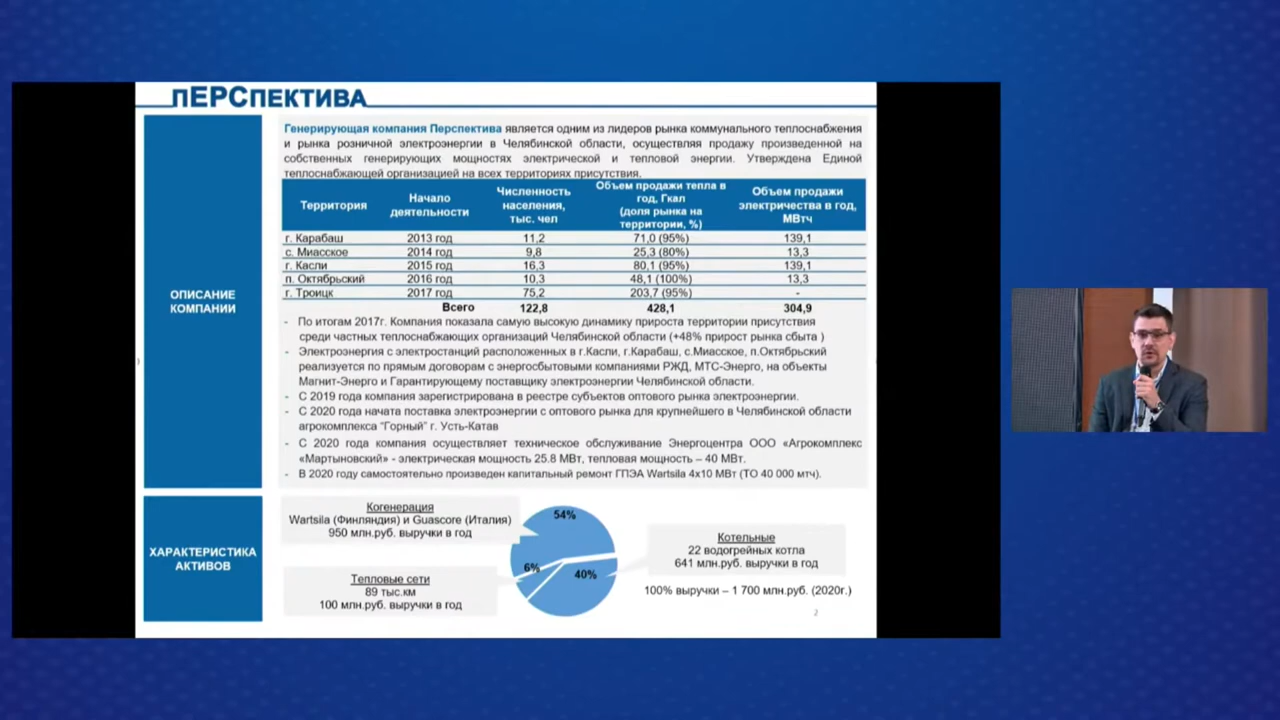 ПЕРСПЕКТИВА
ОПИСАНИЕ
КОМПАНИИ
Генерирующая компания Перспектива является одним из лидеров рынка коммунального теплоснабжения
и рынка розничной электроэнергии в Челябинской области, осуществляя продажу произведенной на
собственных генерирующих мощностях электрической и тепловой энергии. Утверждена Единой
теплоснабжающей организацией на всех территориях присутствия.
Территория Начало деятельности Численность населения, тыс. чел Объем продажи тепла в год, Гкал (доля рынка на территории, %) Объем продажи электричества в год, МВтч
г. Карабаш 2013 год 11,2 71,0 (95%) 139,1
с. Миасское 2014 год 9,8 25,3 (80%) 13,3
г. Касли 2015 год 16,3 80,1 (95%) 139,1
п. Октябрьский 2016 год 10,3 48,1 (100%) 13,3
г. Троицк 2017 год 75,2 203,7 (95%) -
Всего 122,8 428,1 304,9
- По итогам 2017г. Компания показала самую высокую динамику прироста территории присутствия
среди частных теплоснабжающих организаций Челябинской области (+48% прирост рынка сбыта )
- Электроэнергия с электростанций расположенных в г.Касли, г.Карабаш, с.Миасское, п.Октябрьский
реализуется по прямым договорам с энергосбытовыми компаниями РЖД, МТС-Энерго, на объекты
Магнит-Энерго и Гарантирующему поставщику электроэнергии Челябинской области.
- С 2019 года компания зарегистрирована в реестре субъектов оптового рынка электроэнергии.
- С 2020 года начата поставка электроэнергии с оптового рынка для крупнейшего в Челябинской области
агрокомплекса “Горный” г. Усть-Катав
- С 2020 года компания осуществляет техническое обслуживание Энергоцентра ООО «Агрокомплекс
«Мартыновский» - электрическая мощность 25.8 МВт, тепловая мощность – 40 МВт.
- В 2020 году самостоятельно произведен капитальный ремонт ГПЭА Wartsila 4x10 МВт (ТО 40 000 мтч).
ХАРАКТЕРИСТИКА
АКТИВОВ
Когенерация
Wartsila (Финляндия) и Guascore (Италия)
950 млн.руб. выручки в год
Тепловые сети
89 тыс.км
100 млн.руб. выручки в год
54%
6%
40%
Котельные
22 водогрейных котла
641 млн.руб. выручки в год
100% выручки – 1 700 млн.руб. (2020г.)
2